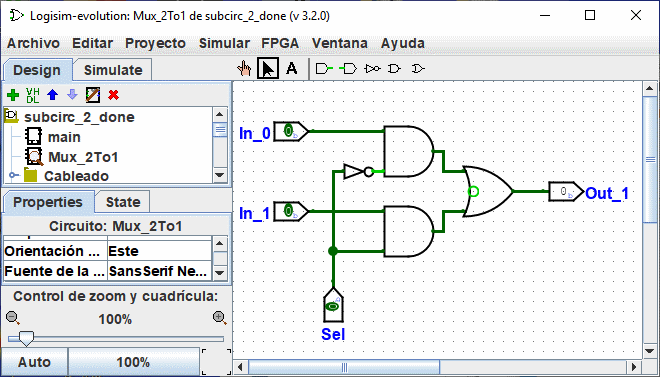 Logisim-evolution: Mux_2To1 de subcirc_2_done (v 3.2.0)
Archivo Editar Proyecto Simular FPGA Ventana Ayuda
Design Simulate
A
VH
DL
subcirc_2_done
main
Mux_2To1
Cableado
Properties State
Circuito: Mux_2To1
Orientación ... Este
Fuente de la ... SansSerif Ne...
Control de zoom y cuadrícula:
100%
Auto 100%
In_0 0
In_1 0
0 Out_1
Sel